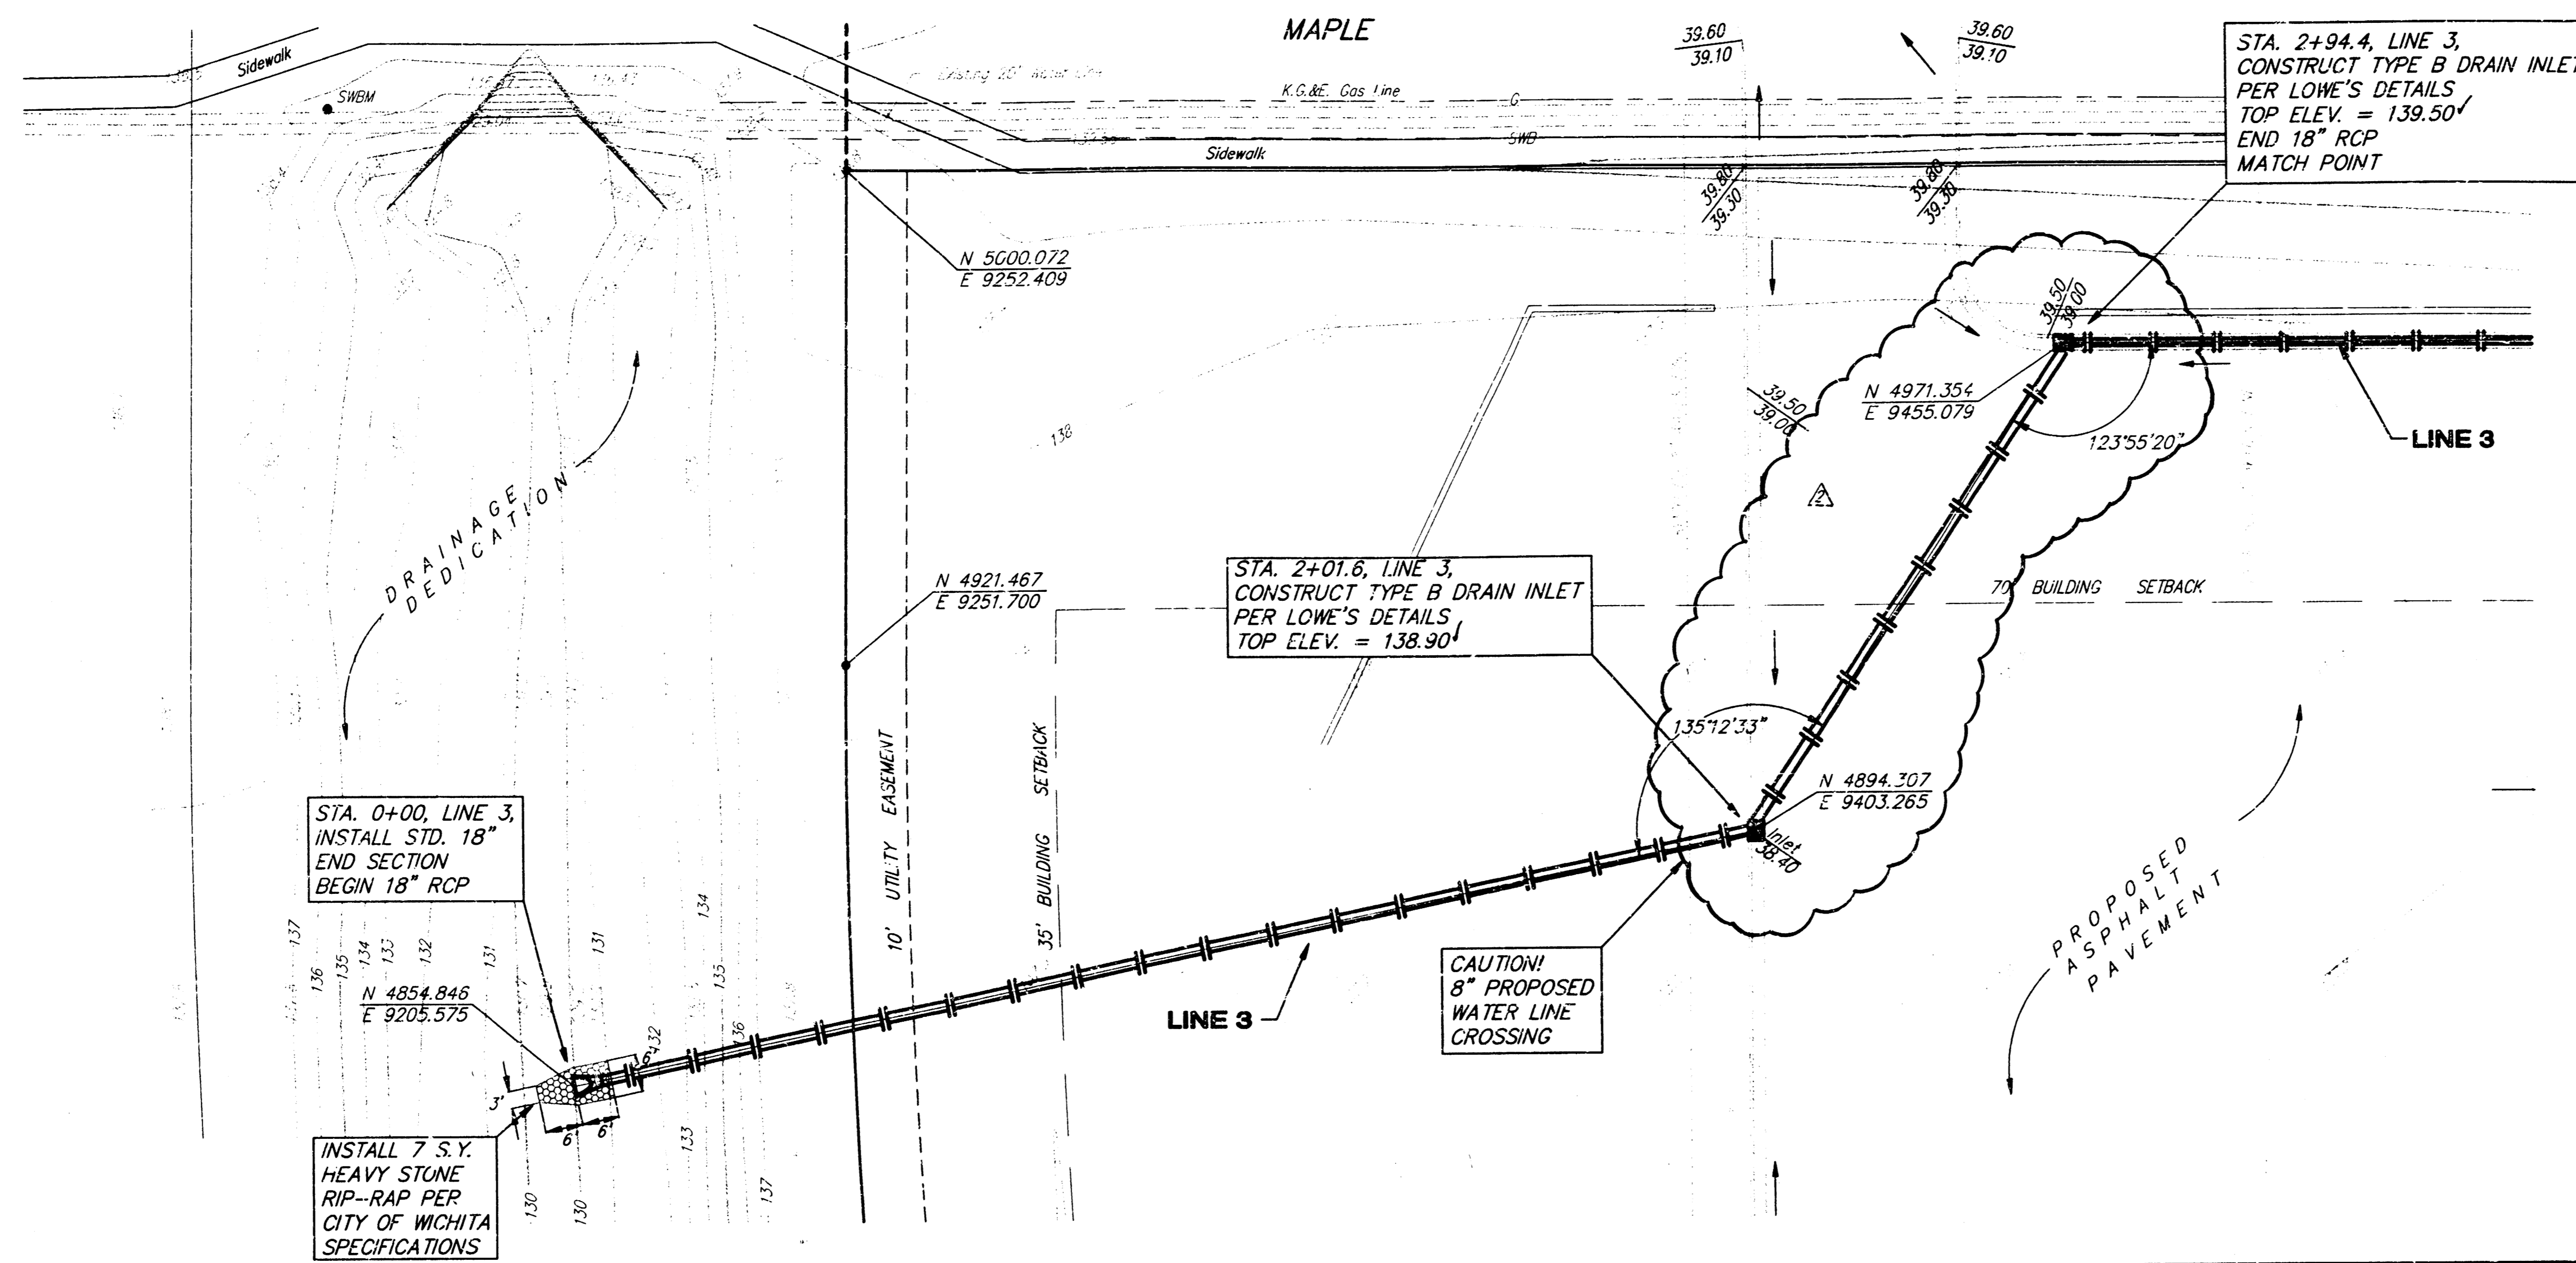 MAPLE
Sidewalk
SWBM
Existing 20" Water Line
K.G.&E. Gas Line
G
SWB
Sidewalk
39.60
39.10
39.60
39.10
39.80
39.30
39.80
39.30
STA. 2+94.4, LINE 3,
CONSTRUCT TYPE B DRAIN INLET
PER LOWE'S DETAILS
TOP ELEV. = 139.50✓
END 18" RCP
MATCH POINT
N 5000.072
E 9252.409
39.50
39.00
N 4971.354
E 9455.079
123°55'20"
LINE 3
39.50
39.00
138
2
DRAINAGE
DEDICATION
N 4921.467
E 9251.700
STA. 2+01.6, LINE 3,
CONSTRUCT TYPE B DRAIN INLET
PER LOWE'S DETAILS
TOP ELEV. = 138.90✓
70' BUILDING SETBACK
135°12'33"
N 4894.307
E 9403.265
Inlet
38.40
10' UTILITY EASEMENT
35' BUILDING SETBACK
STA. 0+00, LINE 3,
INSTALL STD. 18"
END SECTION
BEGIN 18" RCP
137
136
135
134
133
132
131
131
134
135
136
132
N 4854.846
E 9205.575
LINE 3
CAUTION!
8" PROPOSED
WATER LINE
CROSSING
PROPOSED
ASPHALT
PAVEMENT
6'
3'
6'
6'
INSTALL 7 S.Y.
HEAVY STONE
RIP-RAP PER
CITY OF WICHITA
SPECIFICATIONS
130
130
133
137